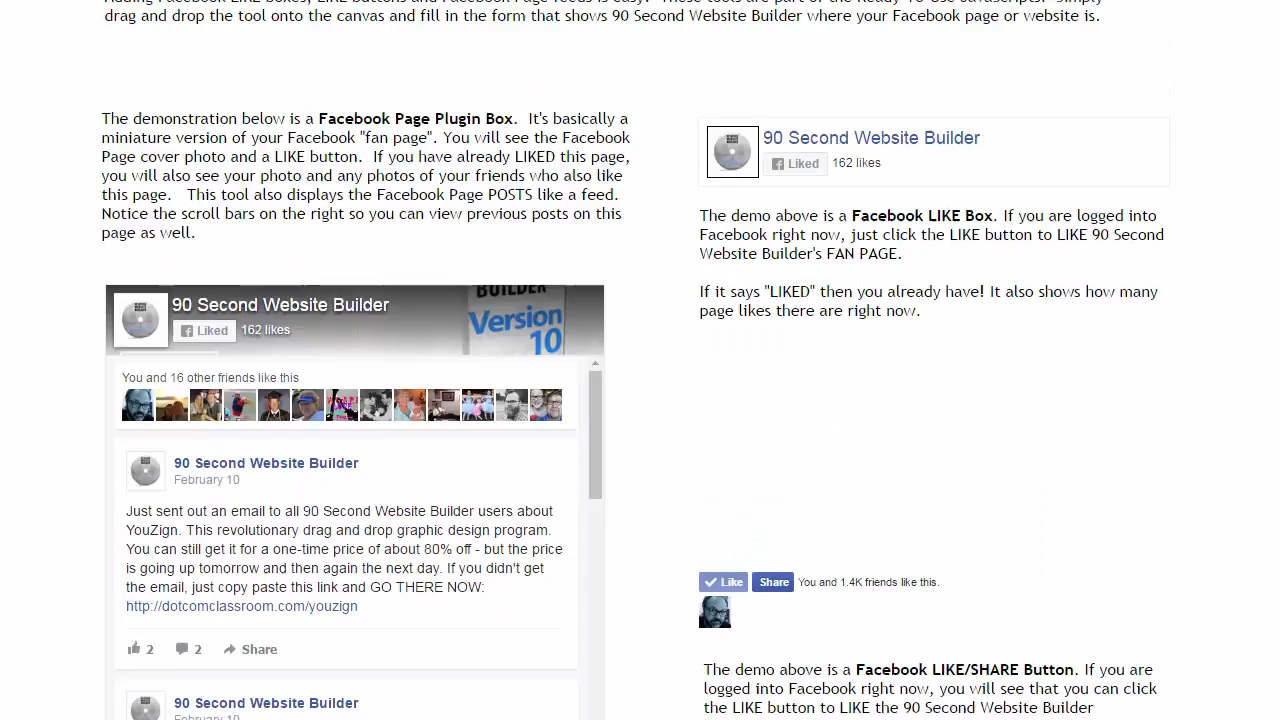 drag and drop the tool onto the canvas and fill in the form that shows 90 Second Website Builder where your Facebook page or website is.
The demonstration below is a Facebook Page Plugin Box. It's basically a
miniature version of your Facebook "fan page". You will see the Facebook
Page cover photo and a LIKE button. If you have already LIKED this page,
you will also see your photo and any photos of your friends who also like
this page. This tool also displays the Facebook Page POSTS like a feed.
Notice the scroll bars on the right so you can view previous posts on this
page as well.
90 Second Website Builder
Liked 162 likes
BUILDER
Version
10
You and 16 other friends like this
90 Second Website Builder
February 10
Just sent out an email to all 90 Second Website Builder users about
YouZign. This revolutionary drag and drop graphic design program.
You can still get it for a one-time price of about 80% off - but the price
is going up tomorrow and then again the next day. If you didn't get
the email, just copy paste this link and GO THERE NOW:
http://dotcomclassroom.com/youzign
2 2 Share
90 Second Website Builder
February 10
90 Second Website Builder
Liked 162 likes
The demo above is a Facebook LIKE Box. If you are logged into
Facebook right now, just click the LIKE button to LIKE 90 Second
Website Builder's FAN PAGE.
If it says "LIKED" then you already have! It also shows how many
page likes there are right now.
Like Share You and 1.4K friends like this.
The demo above is a Facebook LIKE/SHARE Button. If you are
logged into Facebook right now, you will see that you can click
the LIKE button to LIKE the 90 Second Website Builder